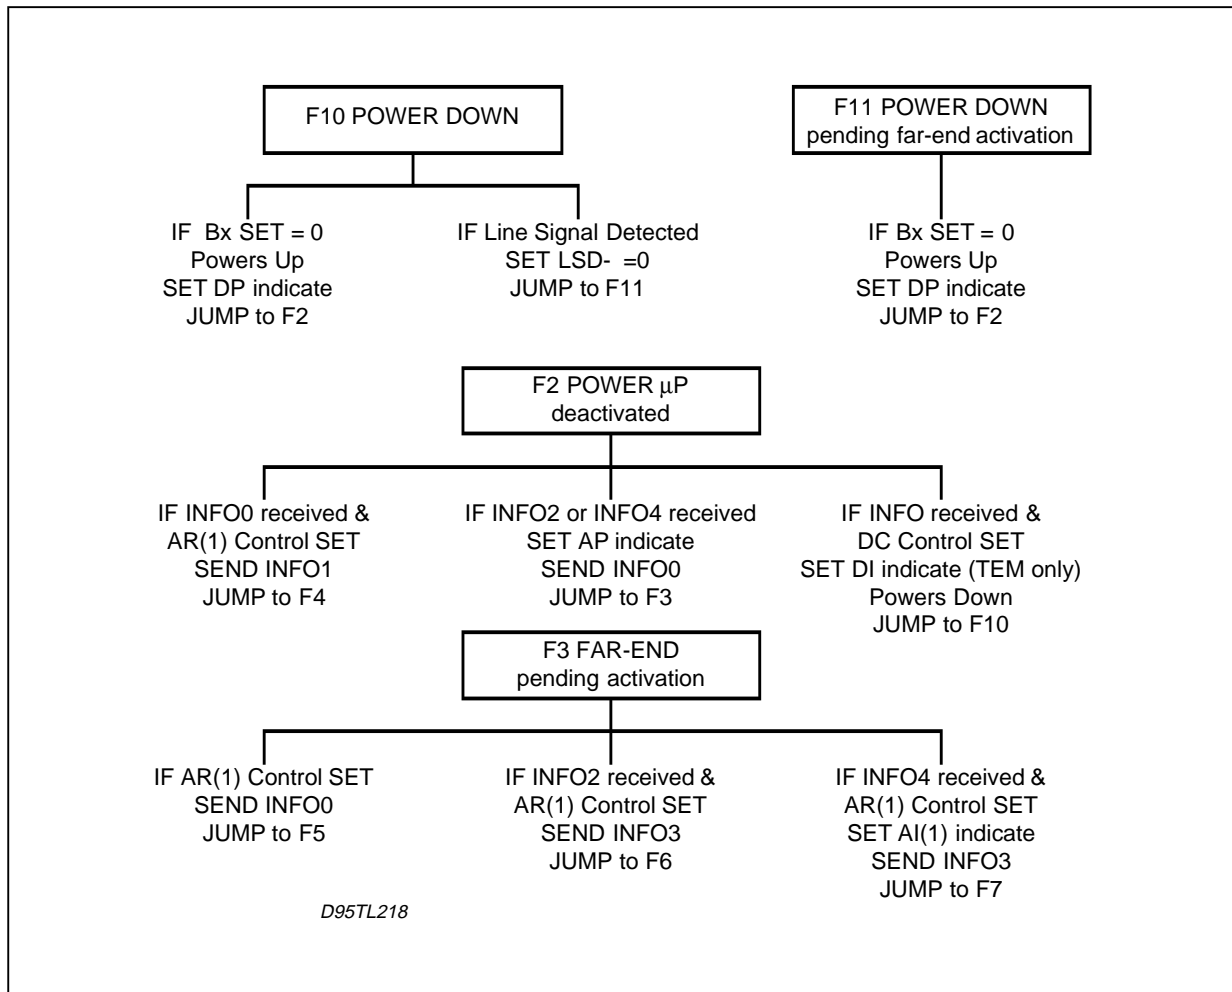 F10 POWER DOWN
F11 POWER DOWN
pending far-end activation
IF Bx SET = 0
Powers Up
SET DP indicate
JUMP to F2
IF Line Signal Detected
SET LSD- =0
JUMP to F11
IF Bx SET = 0
Powers Up
SET DP indicate
JUMP to F2
F2 POWER µP
deactivated
IF INFO0 received &
AR(1) Control SET
SEND INFO1
JUMP to F4
IF INFO2 or INFO4 received
SET AP indicate
SEND INFO0
JUMP to F3
IF INFO received &
DC Control SET
SET DI indicate (TEM only)
Powers Down
JUMP to F10
F3 FAR-END
pending activation
IF AR(1) Control SET
SEND INFO0
JUMP to F5
IF INFO2 received &
AR(1) Control SET
SEND INFO3
JUMP to F6
IF INFO4 received &
AR(1) Control SET
SET AI(1) indicate
SEND INFO3
JUMP to F7
D95TL218